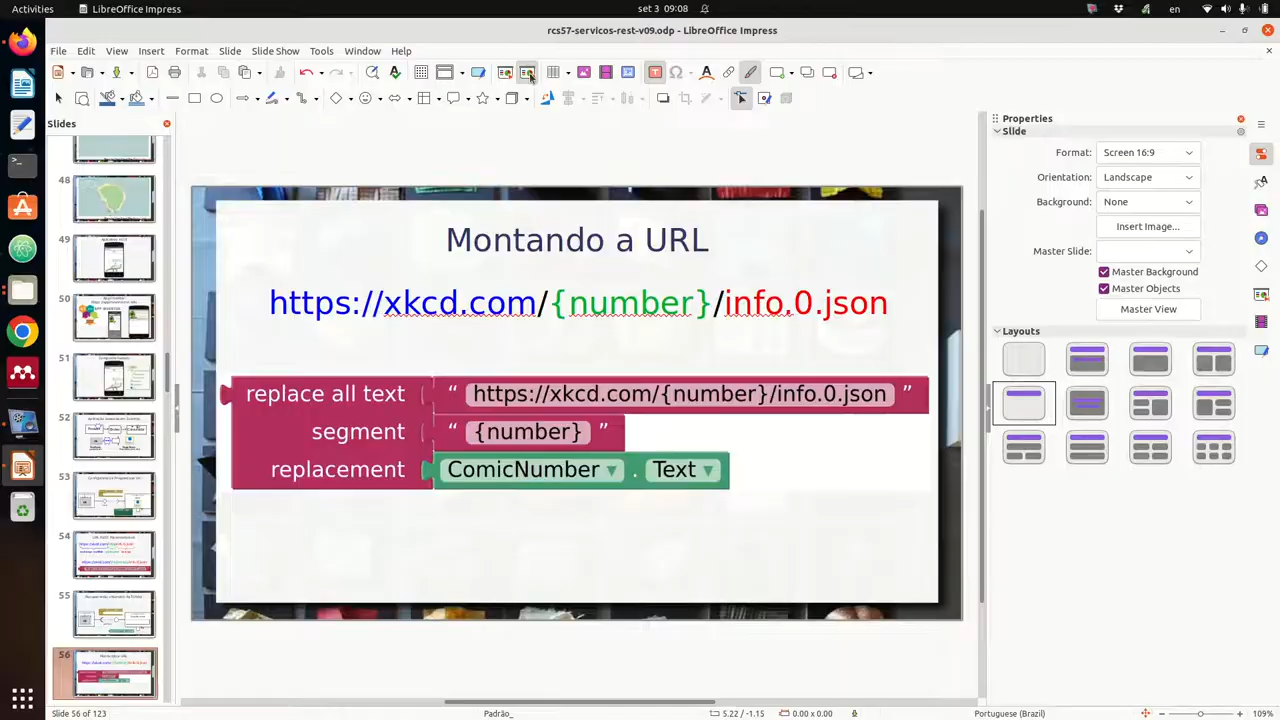 Activities
LibreOffice Impress
set 3 09:08
rcs57-servicos-rest-v09.odp - LibreOffice Impress
File Edit View Insert Format Slide Slide Show Tools Window Help
Slides
48
49
50
51
52
53
54
55
56
Montando a URL
https://xkcd.com/{number}/info.0.json
replace all text “ https://xkcd.com/{number}/info.0.json ”
segment “ {number} ”
replacement ComicNumber . Text
Properties
Slide
Format: Screen 16:9
Orientation: Landscape
Background: None
Insert Image...
Master Slide:
Master Background
Master Objects
Master View
Layouts
Slide 56 of 123
Padrão_
5.22 / -1.15
0.00 x 0.00
Portuguese (Brazil)
109%